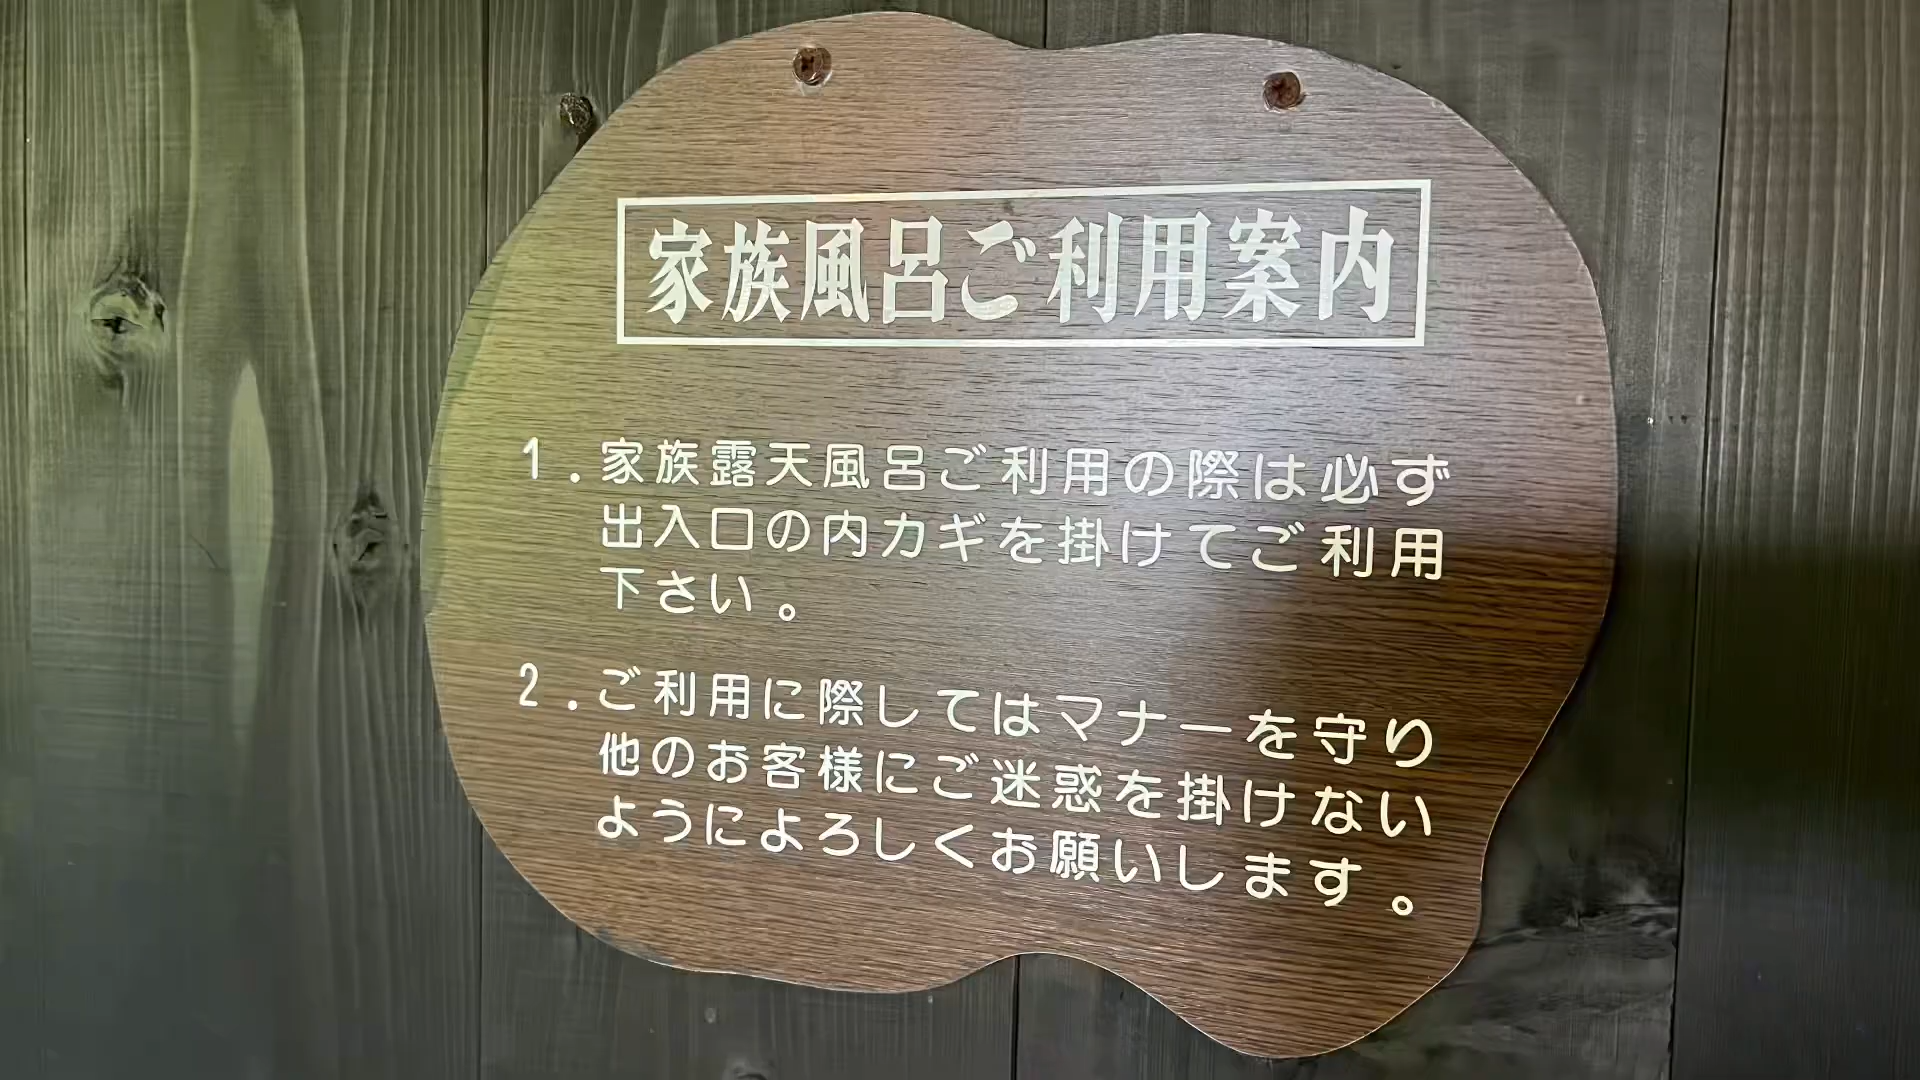 家族風呂ご利用案内
1.家族露天風呂ご利用の際は必ず
出入口の内カギを掛けてご利用
下さい。
2.ご利用に際してはマナーを守り
他のお客様にご迷惑を掛けない
ようによろしくお願いします。